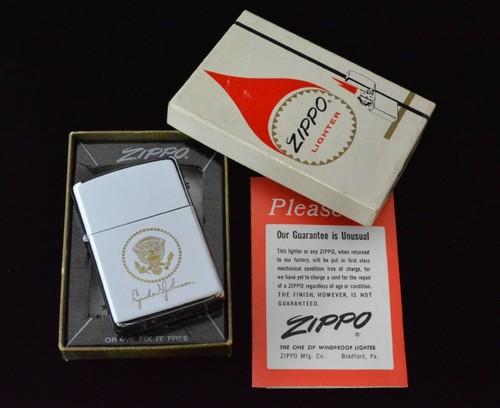 ZIPPO®
LIGHTER
ZIPPO®
Lyndon B Johnson
OR WE FIX IT FREE
Please
Our Guarantee is Unusual
This lighter or any ZIPPO, when returned
to our factory, will be put in first class
mechanical condition free of charge, for
we have yet to charge a cent for the repair
of a ZIPPO regardless of age or condition.
THE FINISH, HOWEVER, IS NOT
GUARANTEED.
ZIPPO®
THE ONE ZIP WINDPROOF LIGHTER
ZIPPO Mfg. Co. Bradford, Pa.